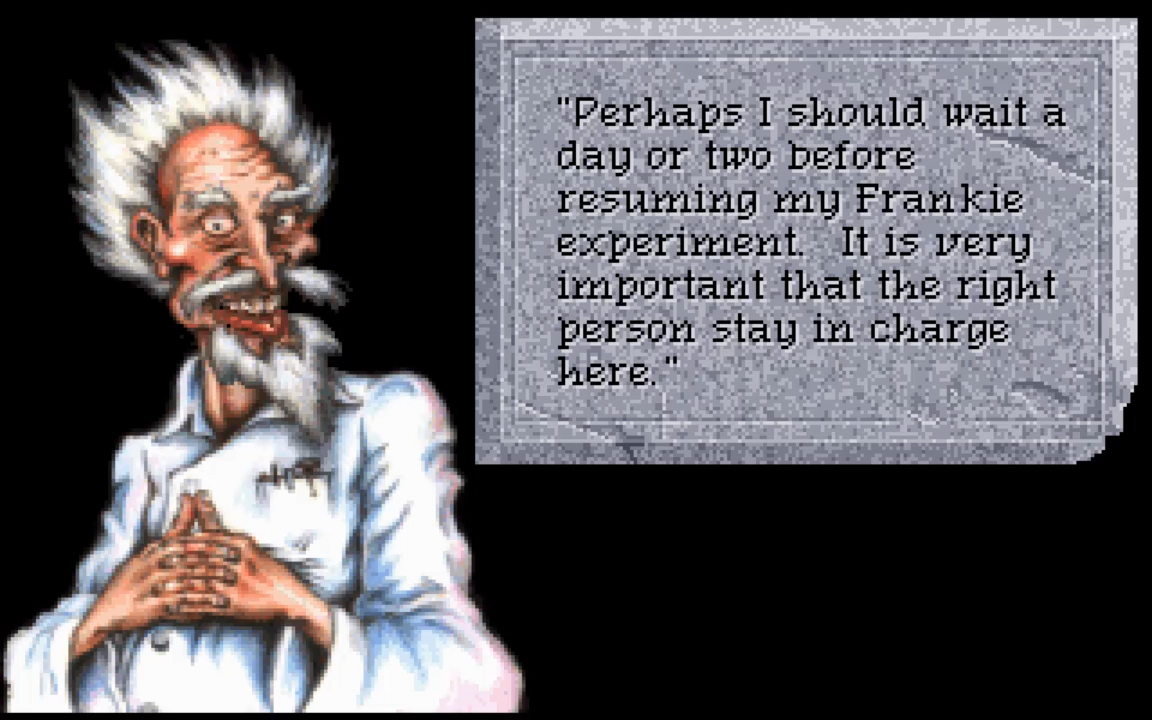 "Perhaps I should wait a
day or two before
resuming my Frankie
experiment.  It is very
important that the right
person stay in charge
here."